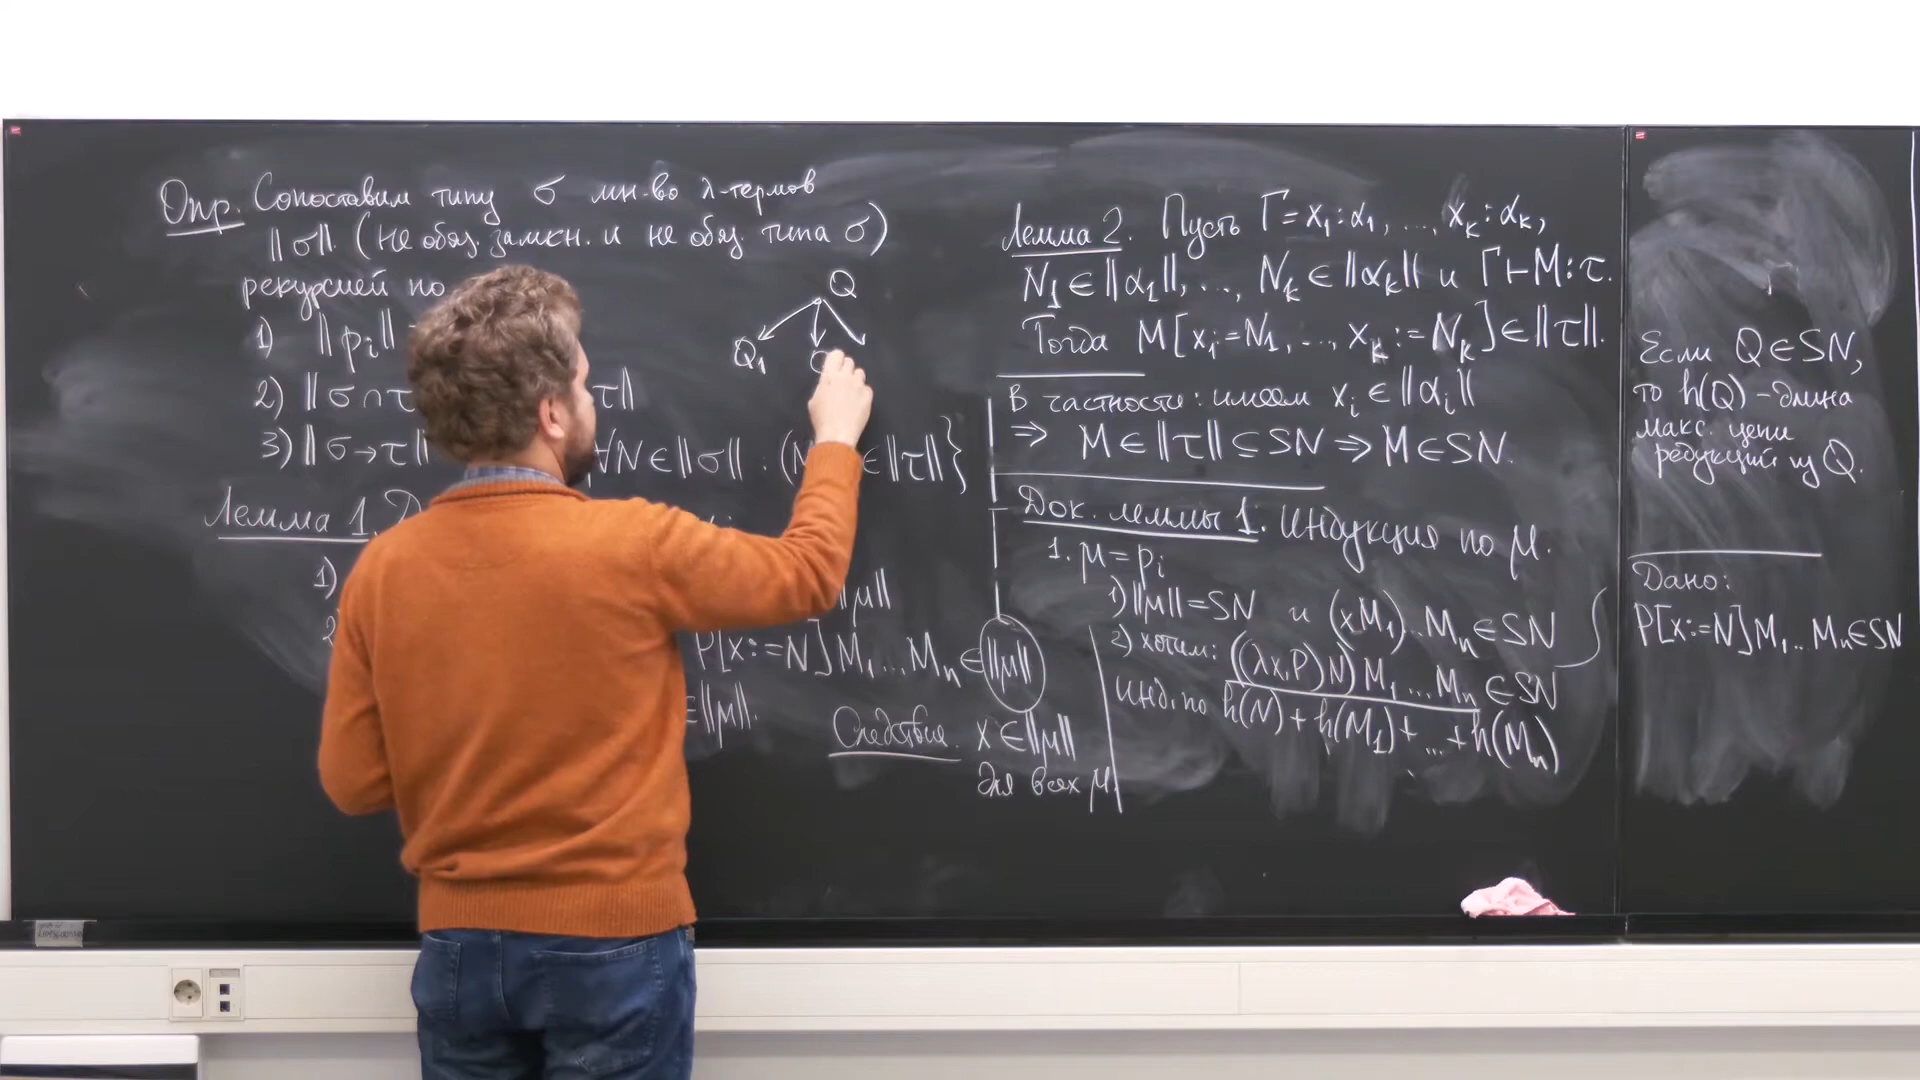 Опр. Сопоставим типу σ мн-во λ-термов
‖σ‖. (не обяз. замкн. и не обяз. типа σ)
рекурсией по
1) ‖pᵢ‖
2) ‖σ∩τ τ‖
3) ‖σ→τ‖ ∀N∈‖σ‖ : (N ∈‖τ‖}
Q
Q₁ Q
Лемма 1.
1)
‖μ‖
2
P[x:=N]M₁...Mₙ∈‖μ‖
∈‖μ‖.
Следствие. x∈‖μ‖
для всех μ.
Лемма 2. Пусть Γ=x₁:α₁, ..., xₖ:αₖ,
N₁∈‖α₁‖, ..., Nₖ∈‖αₖ‖ и Γ⊢M:τ.
Тогда M[x₁:=N₁, ..., xₖ:=Nₖ]∈‖τ‖.
В частности: имеем xᵢ∈‖αᵢ‖
⇒ M∈‖τ‖⊆SN⇒M∈SN.
Док. леммы 1. Индукция по μ.
1. μ=pᵢ
1)‖μ‖=SN и (xM₁)...Mₙ∈SN
2) хотим: ((λx.P)N)M₁...Mₙ∈SN
Инд. по h(N)+h(M₁)+...+h(Mₙ)
Если Q∈SN,
то h(Q) – длина
макс. цепи
редукций из Q.
Дано:
P[x:=N]M₁...Mₙ∈SN